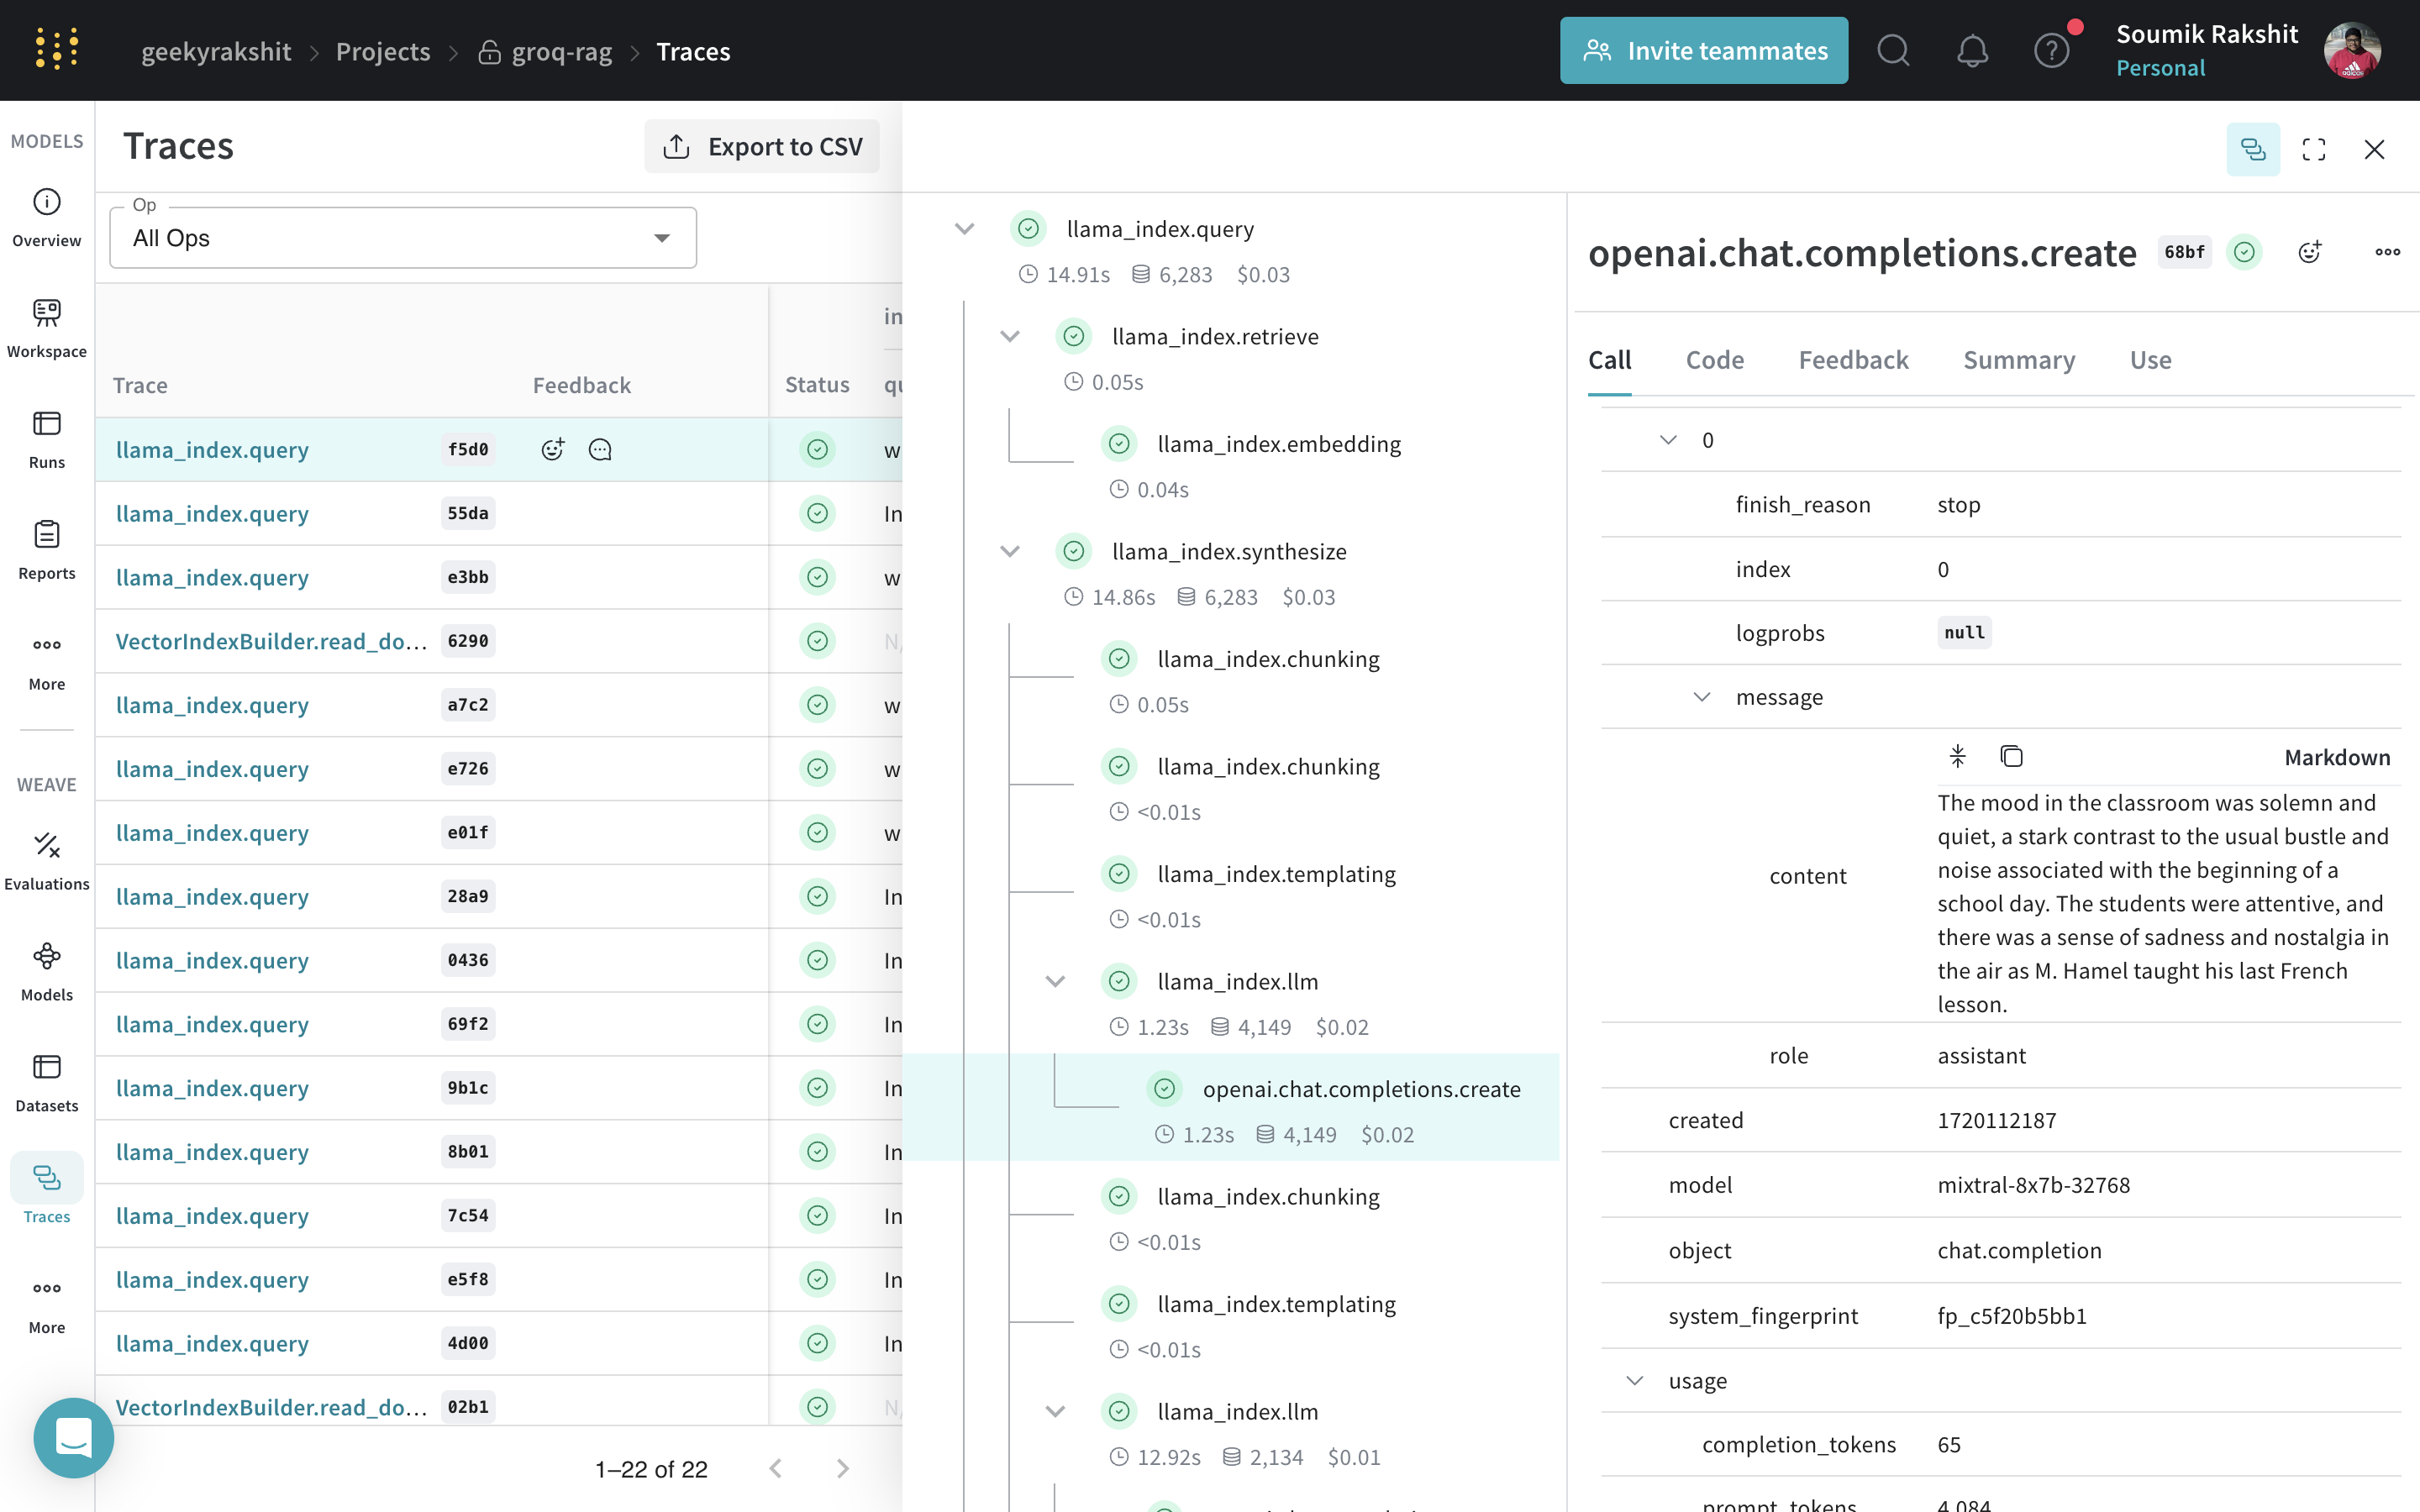 geekyrakshit > Projects > groq-rag > Traces
Invite teammates
Soumik Rakshit
Personal
MODELS
Overview
Workspace
Runs
Reports
More
WEAVE
Evaluations
Models
Datasets
Traces
More
Traces
Export to CSV
Op
All Ops
in
Trace Feedback Status qu
llama_index.query f5d0 w
llama_index.query 55da In
llama_index.query e3bb w
VectorIndexBuilder.read_do... 6290 N/
llama_index.query a7c2 w
llama_index.query e726 w
llama_index.query e01f w
llama_index.query 28a9 In
llama_index.query 0436 In
llama_index.query 69f2 In
llama_index.query 9b1c In
llama_index.query 8b01 In
llama_index.query 7c54 In
llama_index.query e5f8 In
llama_index.query 4d00 In
VectorIndexBuilder.read_do... 02b1 N/
1–22 of 22
llama_index.query
14.91s 6,283 $0.03
llama_index.retrieve
0.05s
llama_index.embedding
0.04s
llama_index.synthesize
14.86s 6,283 $0.03
llama_index.chunking
0.05s
llama_index.chunking
<0.01s
llama_index.templating
<0.01s
llama_index.llm
1.23s 4,149 $0.02
openai.chat.completions.create
1.23s 4,149 $0.02
llama_index.chunking
<0.01s
llama_index.templating
<0.01s
llama_index.llm
12.92s 2,134 $0.01
openai.chat.completions.create 68bf
Call Code Feedback Summary Use
0
finish_reason stop
index 0
logprobs null
message
Markdown
content
The mood in the classroom was solemn and
quiet, a stark contrast to the usual bustle and
noise associated with the beginning of a
school day. The students were attentive, and
there was a sense of sadness and nostalgia in
the air as M. Hamel taught his last French
lesson.
role assistant
created 1720112187
model mixtral-8x7b-32768
object chat.completion
system_fingerprint fp_c5f20b5bb1
usage
completion_tokens 65
prompt_tokens 4,084